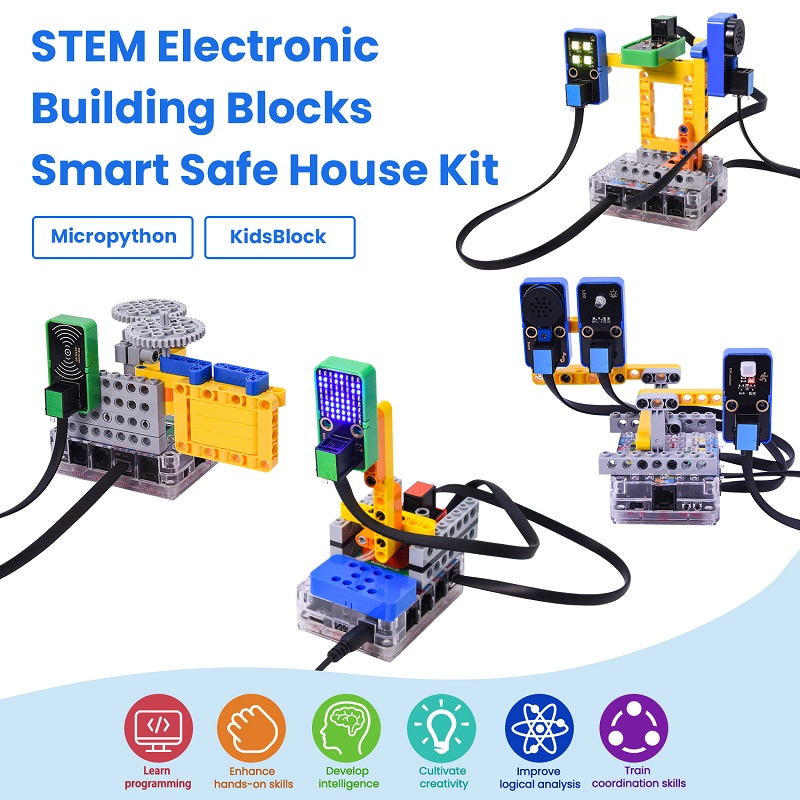 STEM Electronic
Building Blocks
Smart Safe House Kit
Micropython
KidsBlock
LED
Learn
programming
Enhance
hands-on skills
Develop
intelligence
Cultivate
creativity
Improve
logical analysis
Train
coordination skills